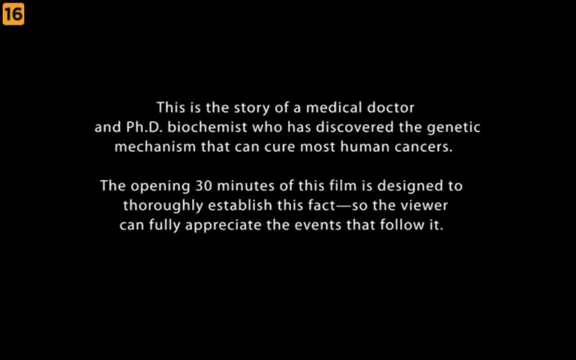 16
This is the story of a medical doctor
and Ph.D. biochemist who has discovered the genetic
mechanism that can cure most human cancers.
The opening 30 minutes of this film is designed to
thoroughly establish this fact—so the viewer
can fully appreciate the events that follow it.